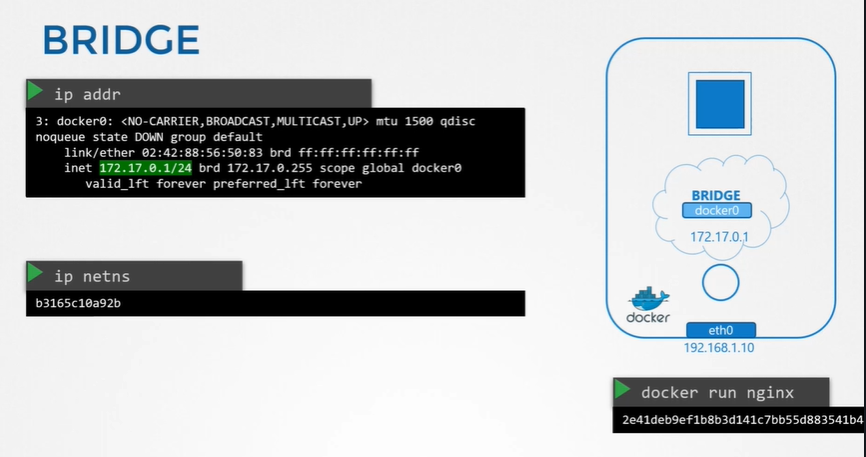 BRIDGE
ip addr
3: docker0: <NO-CARRIER,BROADCAST,MULTICAST,UP> mtu 1500 qdisc
noqueue state DOWN group default
link/ether 02:42:88:56:50:83 brd ff:ff:ff:ff:ff:ff
inet 172.17.0.1/24 brd 172.17.0.255 scope global docker0
valid_lft forever preferred_lft forever
ip netns
b3165c10a92b
BRIDGE
docker0
172.17.0.1
docker
eth0
192.168.1.10
docker run nginx
2e41deb9ef1b8b3d141c7bb55d883541b4